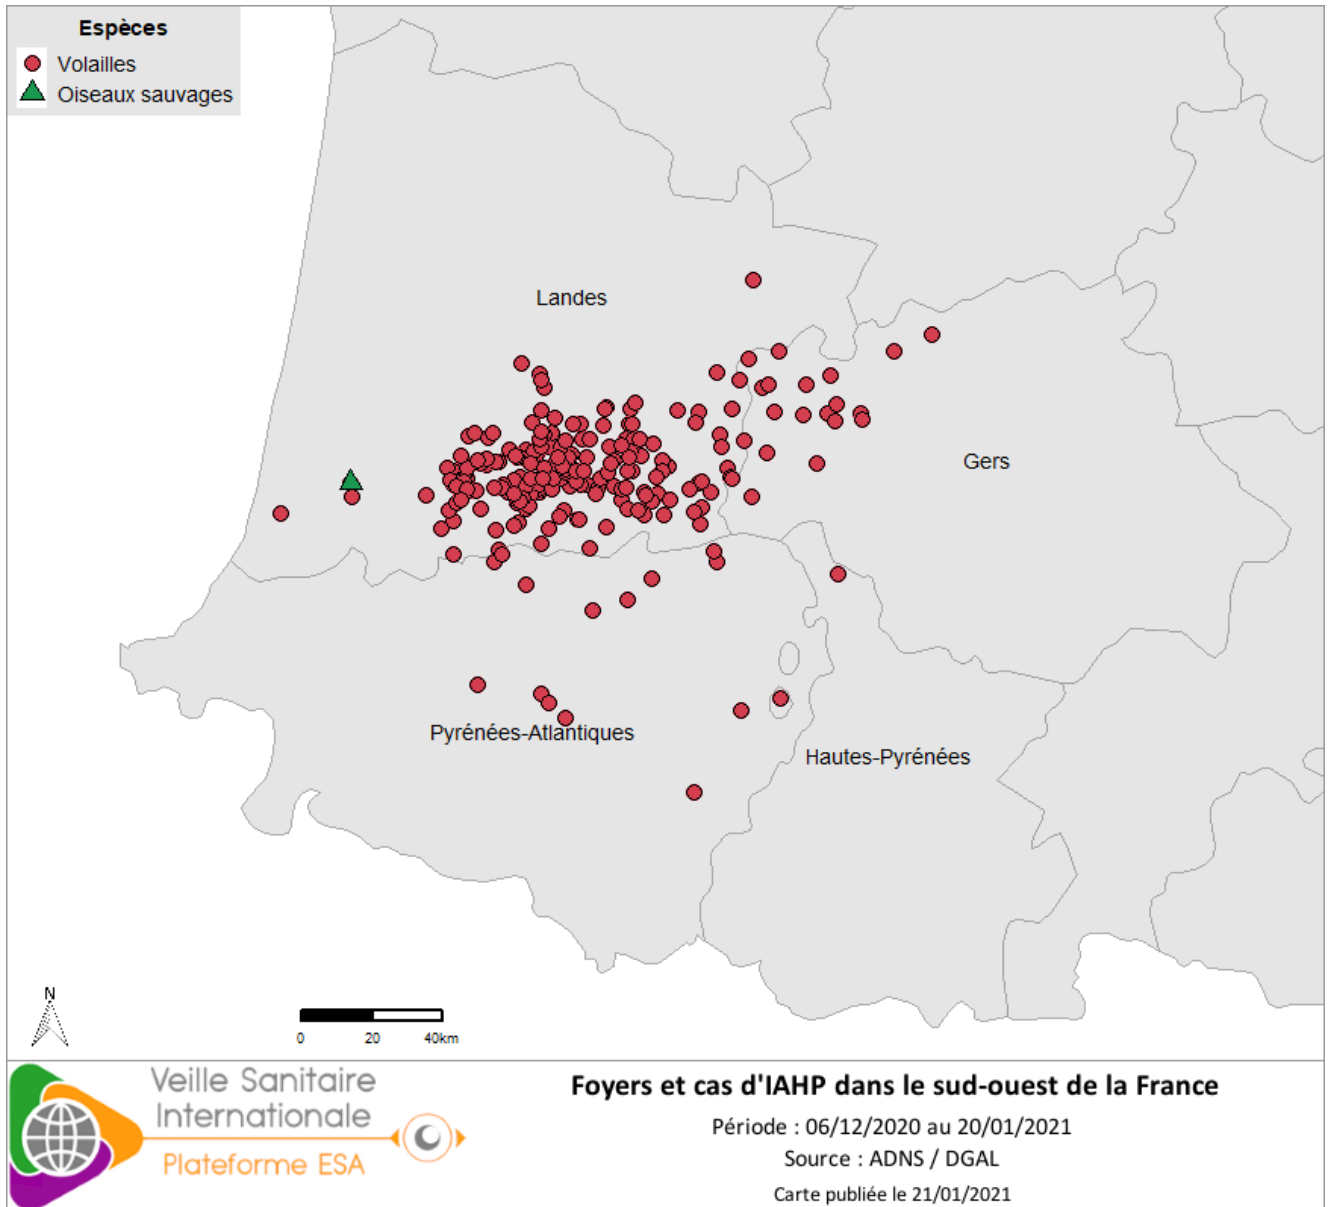 Espèces
Volailles
Oiseaux sauvages
Landes
Gers
Pyrénées-Atlantiques
Hautes-Pyrénées
N
0 20 40km
Veille Sanitaire
Internationale
Plateforme ESA
Foyers et cas d'IAHP dans le sud-ouest de la France
Période : 06/12/2020 au 20/01/2021
Source : ADNS / DGAL
Carte publiée le 21/01/2021